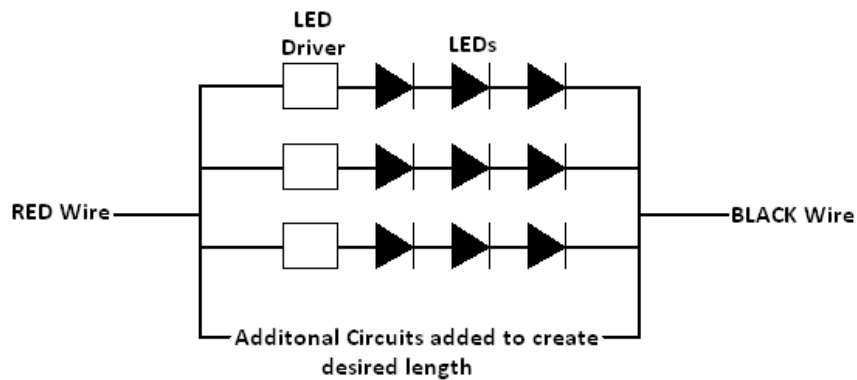 LED
Driver
LEDs
RED Wire
BLACK Wire
Additonal Circuits added to create
desired length